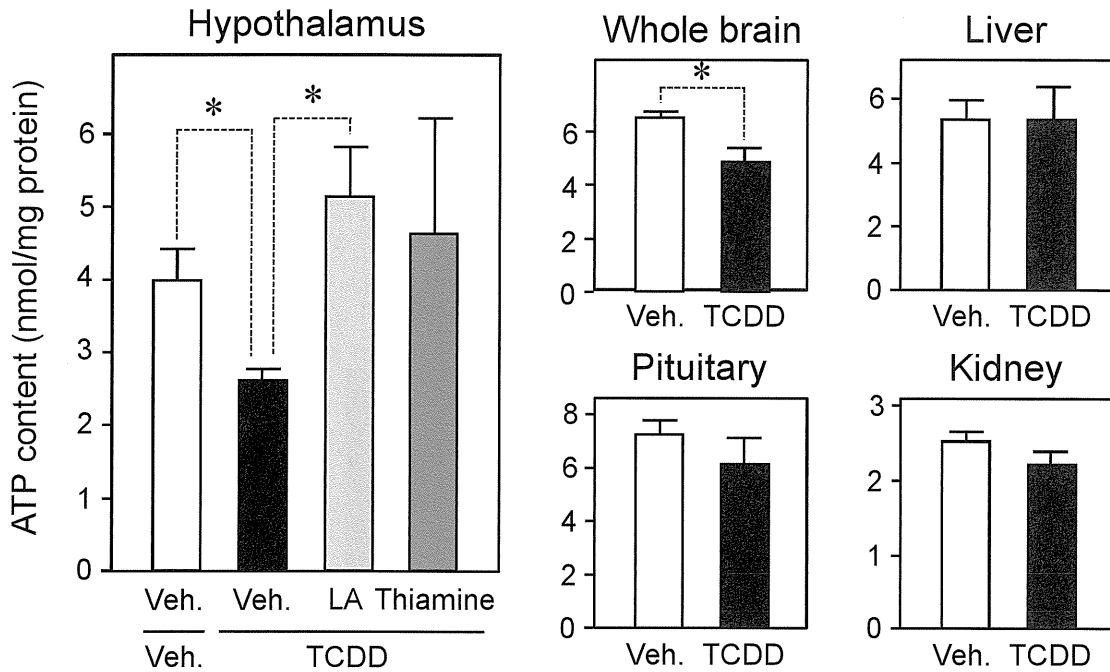 Hypothalamus
ATP content (nmol/mg protein)
6
5
4
3
2
1
0
* *
Veh. Veh. LA Thiamine
Veh. TCDD
Whole brain
6
4
2
0
*
Veh. TCDD
Liver
6
4
2
0
Veh. TCDD
Pituitary
8
6
4
2
0
Veh. TCDD
Kidney
3
2
1
0
Veh. TCDD